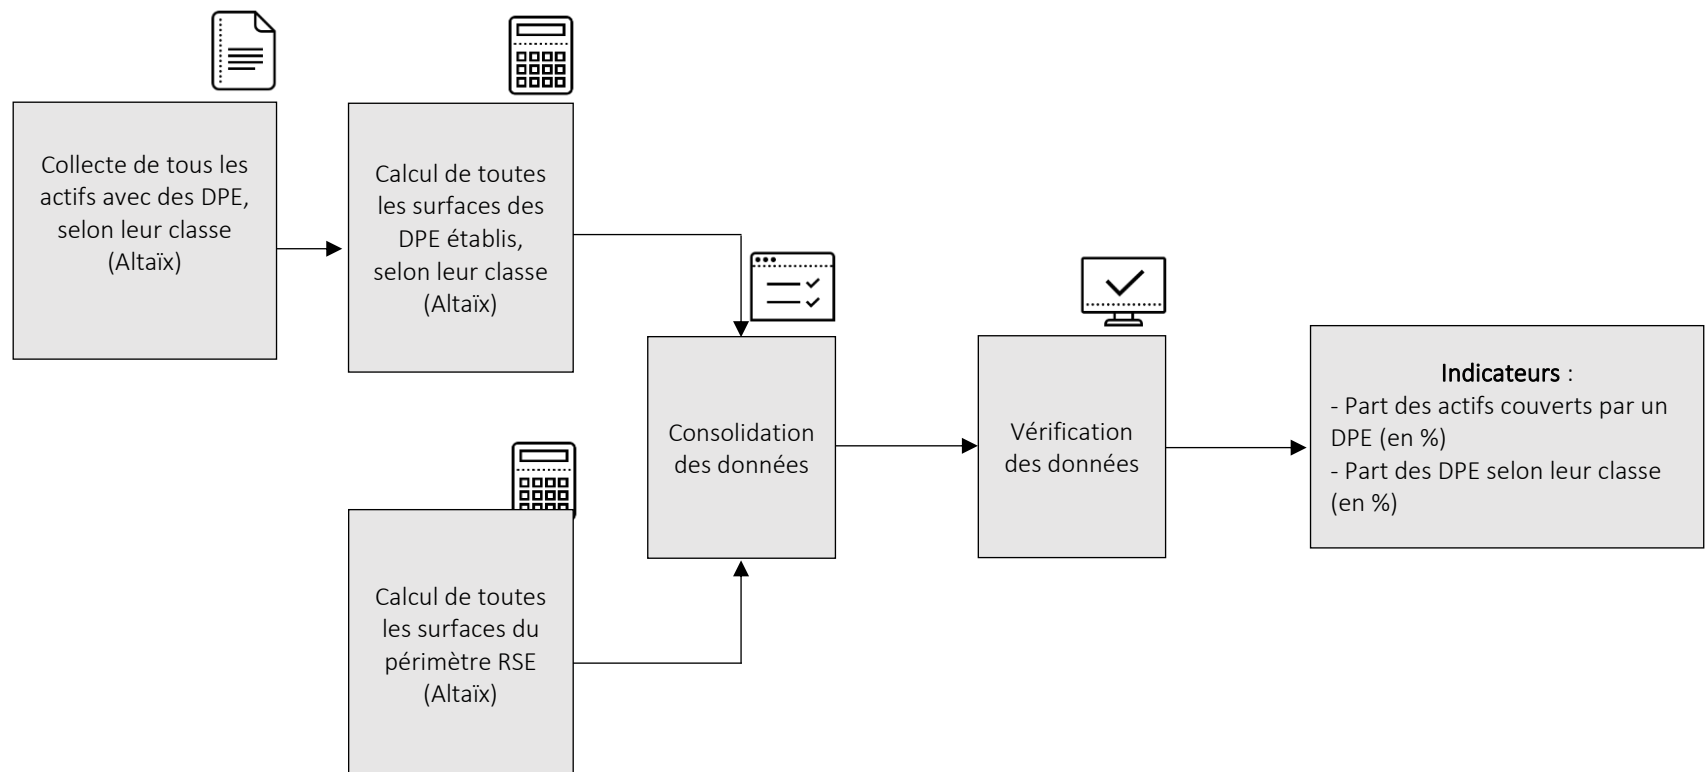 Collecte de tous les
actifs avec des DPE,
selon leur classe
(Altaïx)
Calcul de toutes
les surfaces des
DPE établis,
selon leur classe
(Altaïx)
Calcul de toutes
les surfaces du
périmètre RSE
(Altaïx)
Consolidation
des données
Vérification
des données
Indicateurs :
- Part des actifs couverts par un
DPE (en %)
- Part des DPE selon leur classe
(en %)